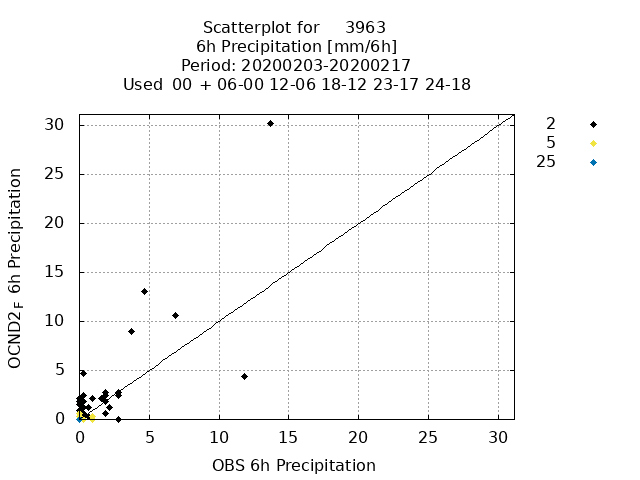 Scatterplot for 3963
6h Precipitation [mm/6h]
Period: 20200203-20200217
Used 00 + 06-00 12-06 18-12 23-17 24-18
2
5
25
30
25
20
15
10
5
0
OCND2F 6h Precipitation
0 5 10 15 20 25 30
OBS 6h Precipitation